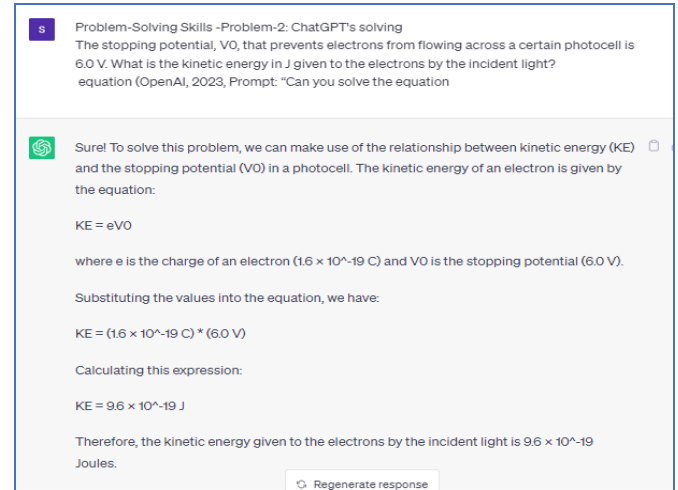 S
Problem-Solving Skills -Problem-2: ChatGPT's solving
The stopping potential, V0, that prevents electrons from flowing across a certain photocell is
6.0 V. What is the kinetic energy in J given to the electrons by the incident light?
equation (OpenAI, 2023, Prompt: "Can you solve the equation
Sure! To solve this problem, we can make use of the relationship between kinetic energy (KE)
and the stopping potential (V0) in a photocell. The kinetic energy of an electron is given by
the equation:
KE = eV0
where e is the charge of an electron (1.6 × 10^-19 C) and V0 is the stopping potential (6.0 V).
Substituting the values into the equation, we have:
KE = (1.6 × 10^-19 C) * (6.0 V)
Calculating this expression:
KE = 9.6 × 10^-19 J
Therefore, the kinetic energy given to the electrons by the incident light is 9.6 × 10^-19
Joules.
Regenerate response